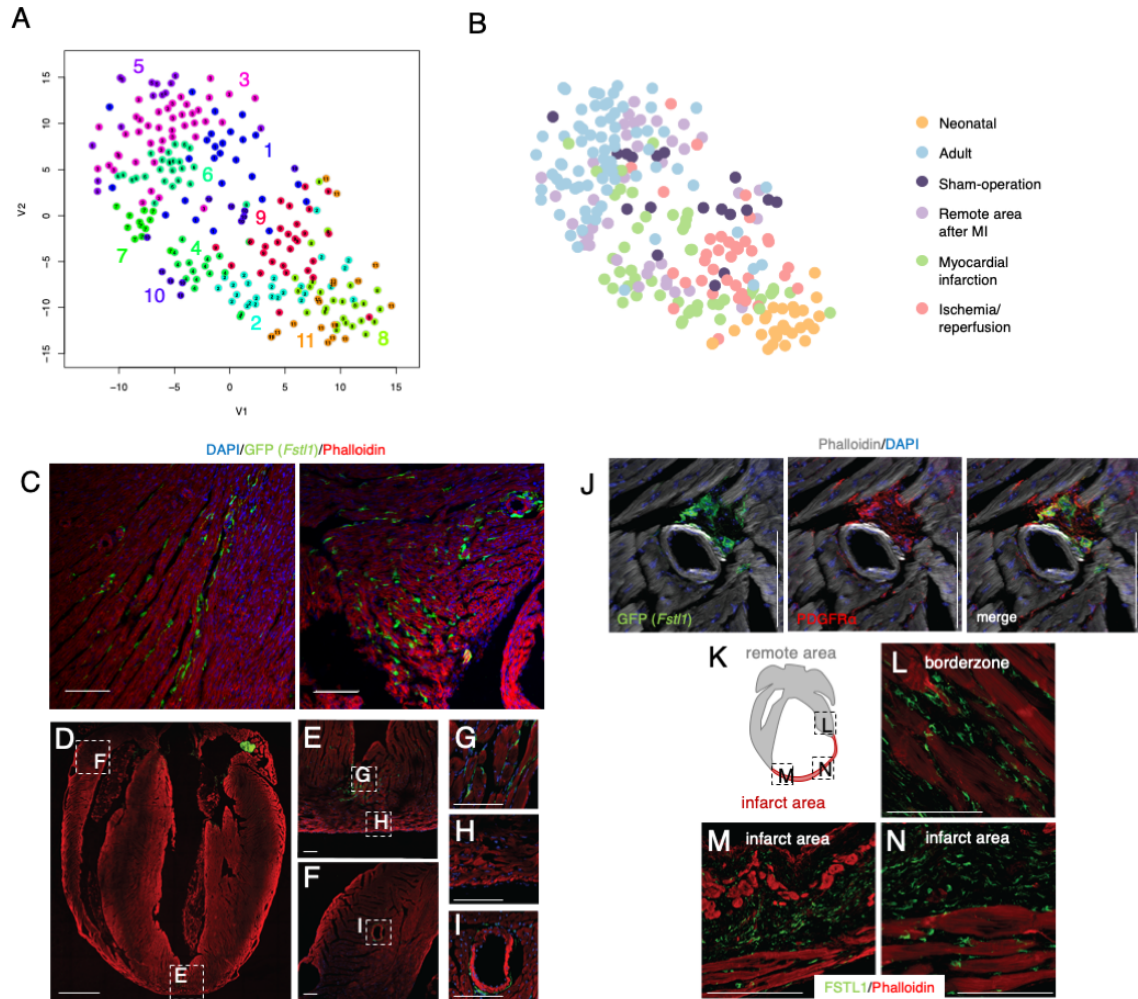 A
B
5
3
1
6
9
7
4
10
2
11
8
V2
15
10
5
0
−5
−10
−15
−10
−5
0
5
10
15
V1
Neonatal
Adult
Sham-operation
Remote area
after MI
Myocardial
infarction
Ischemia/
reperfusion
DAPI/GFP (Fstl1)/Phalloidin
C
D
F
E
E
G
H
F
I
G
H
I
Phalloidin/DAPI
J
GFP (Fstl1)
PDGFRα
merge
K
remote area
L
M
N
infarct area
L
borderzone
M
infarct area
N
infarct area
FSTL1/Phalloidin